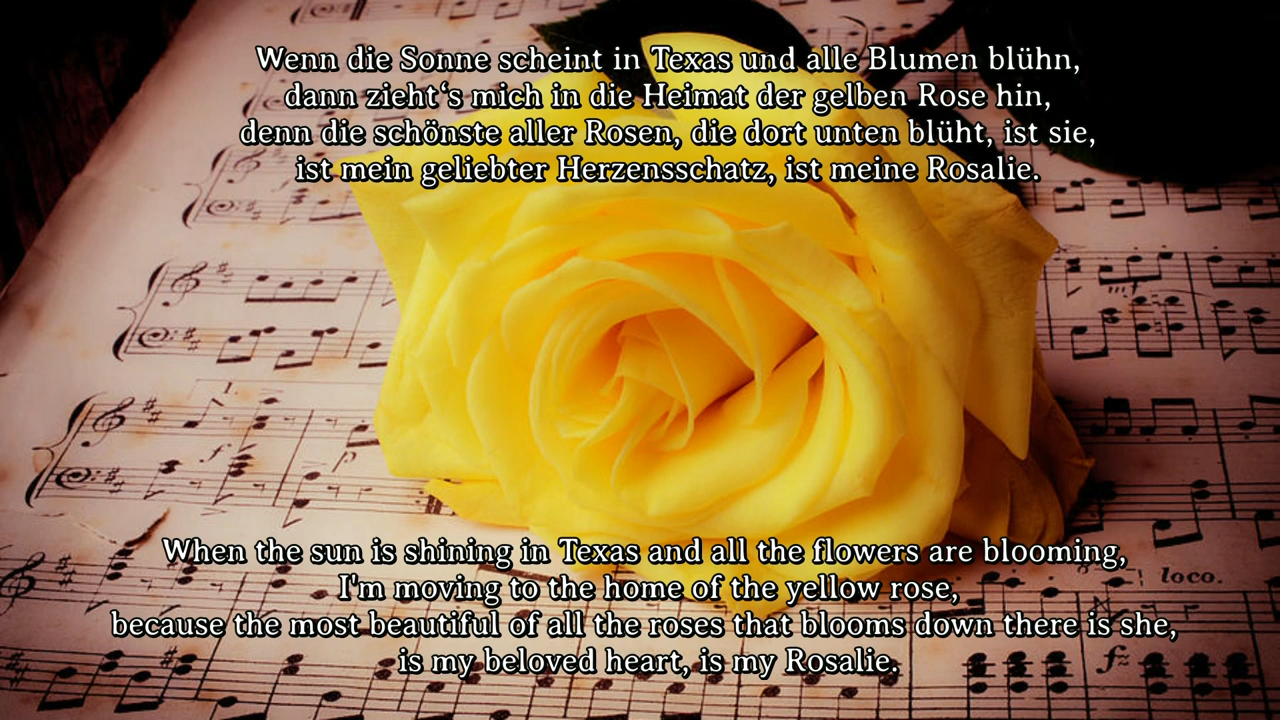 Wenn die Sonne scheint in Texas und alle Blumen blühn,
dann zieht‘s mich in die Heimat der gelben Rose hin,
denn die schönste aller Rosen, die dort unten blüht, ist sie,
ist mein geliebter Herzensschatz, ist meine Rosalie.
1.
When the sun is shining in Texas and all the flowers are blooming,
I'm moving to the home of the yellow rose,
loco.
because the most beautiful of all the roses that blooms down there is she,
is my beloved heart, is my Rosalie.